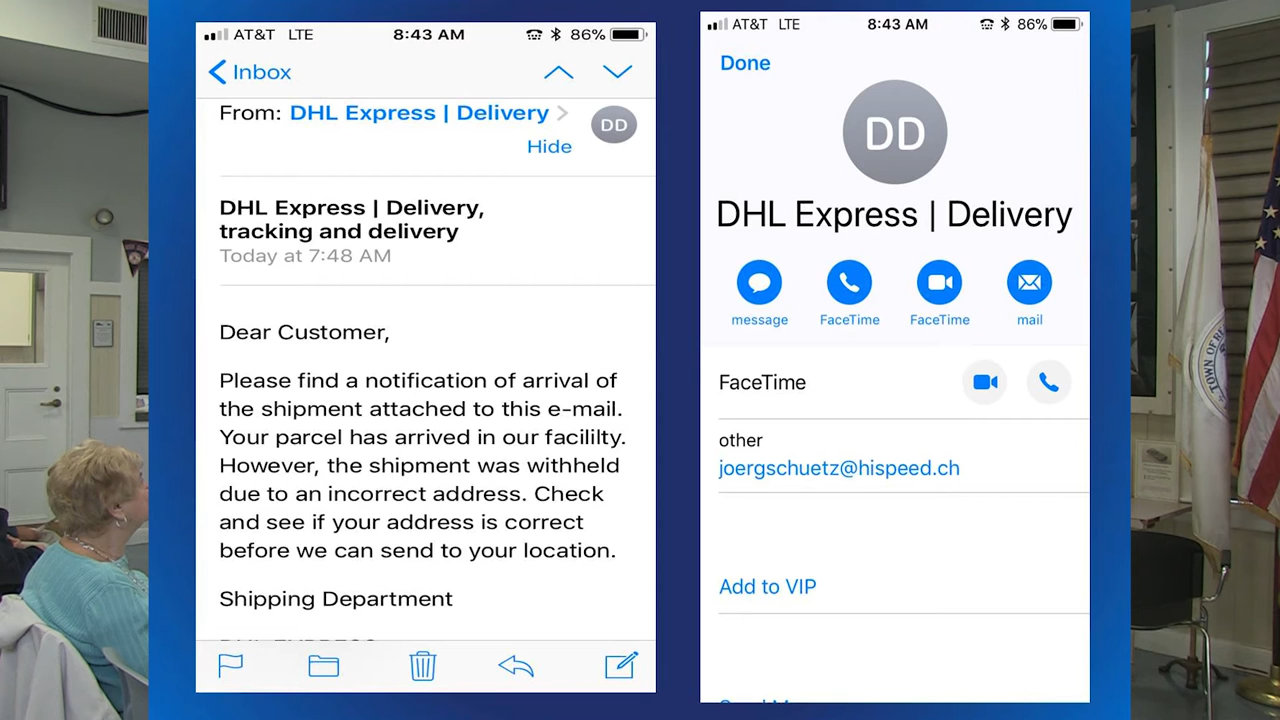 AT&T LTE 8:43 AM 86%
Inbox
From: DHL Express | Delivery
DD
Hide
DHL Express | Delivery,
tracking and delivery
Today at 7:48 AM
Dear Customer,
Please find a notification of arrival of
the shipment attached to this e-mail.
Your parcel has arrived in our facililty.
However, the shipment was withheld
due to an incorrect address. Check
and see if your address is correct
before we can send to your location.
Shipping Department
AT&T LTE 8:43 AM 86%
Done
DD
DHL Express | Delivery
message FaceTime FaceTime mail
FaceTime
other
joergschuetz@hispeed.ch
Add to VIP
TOWN OF